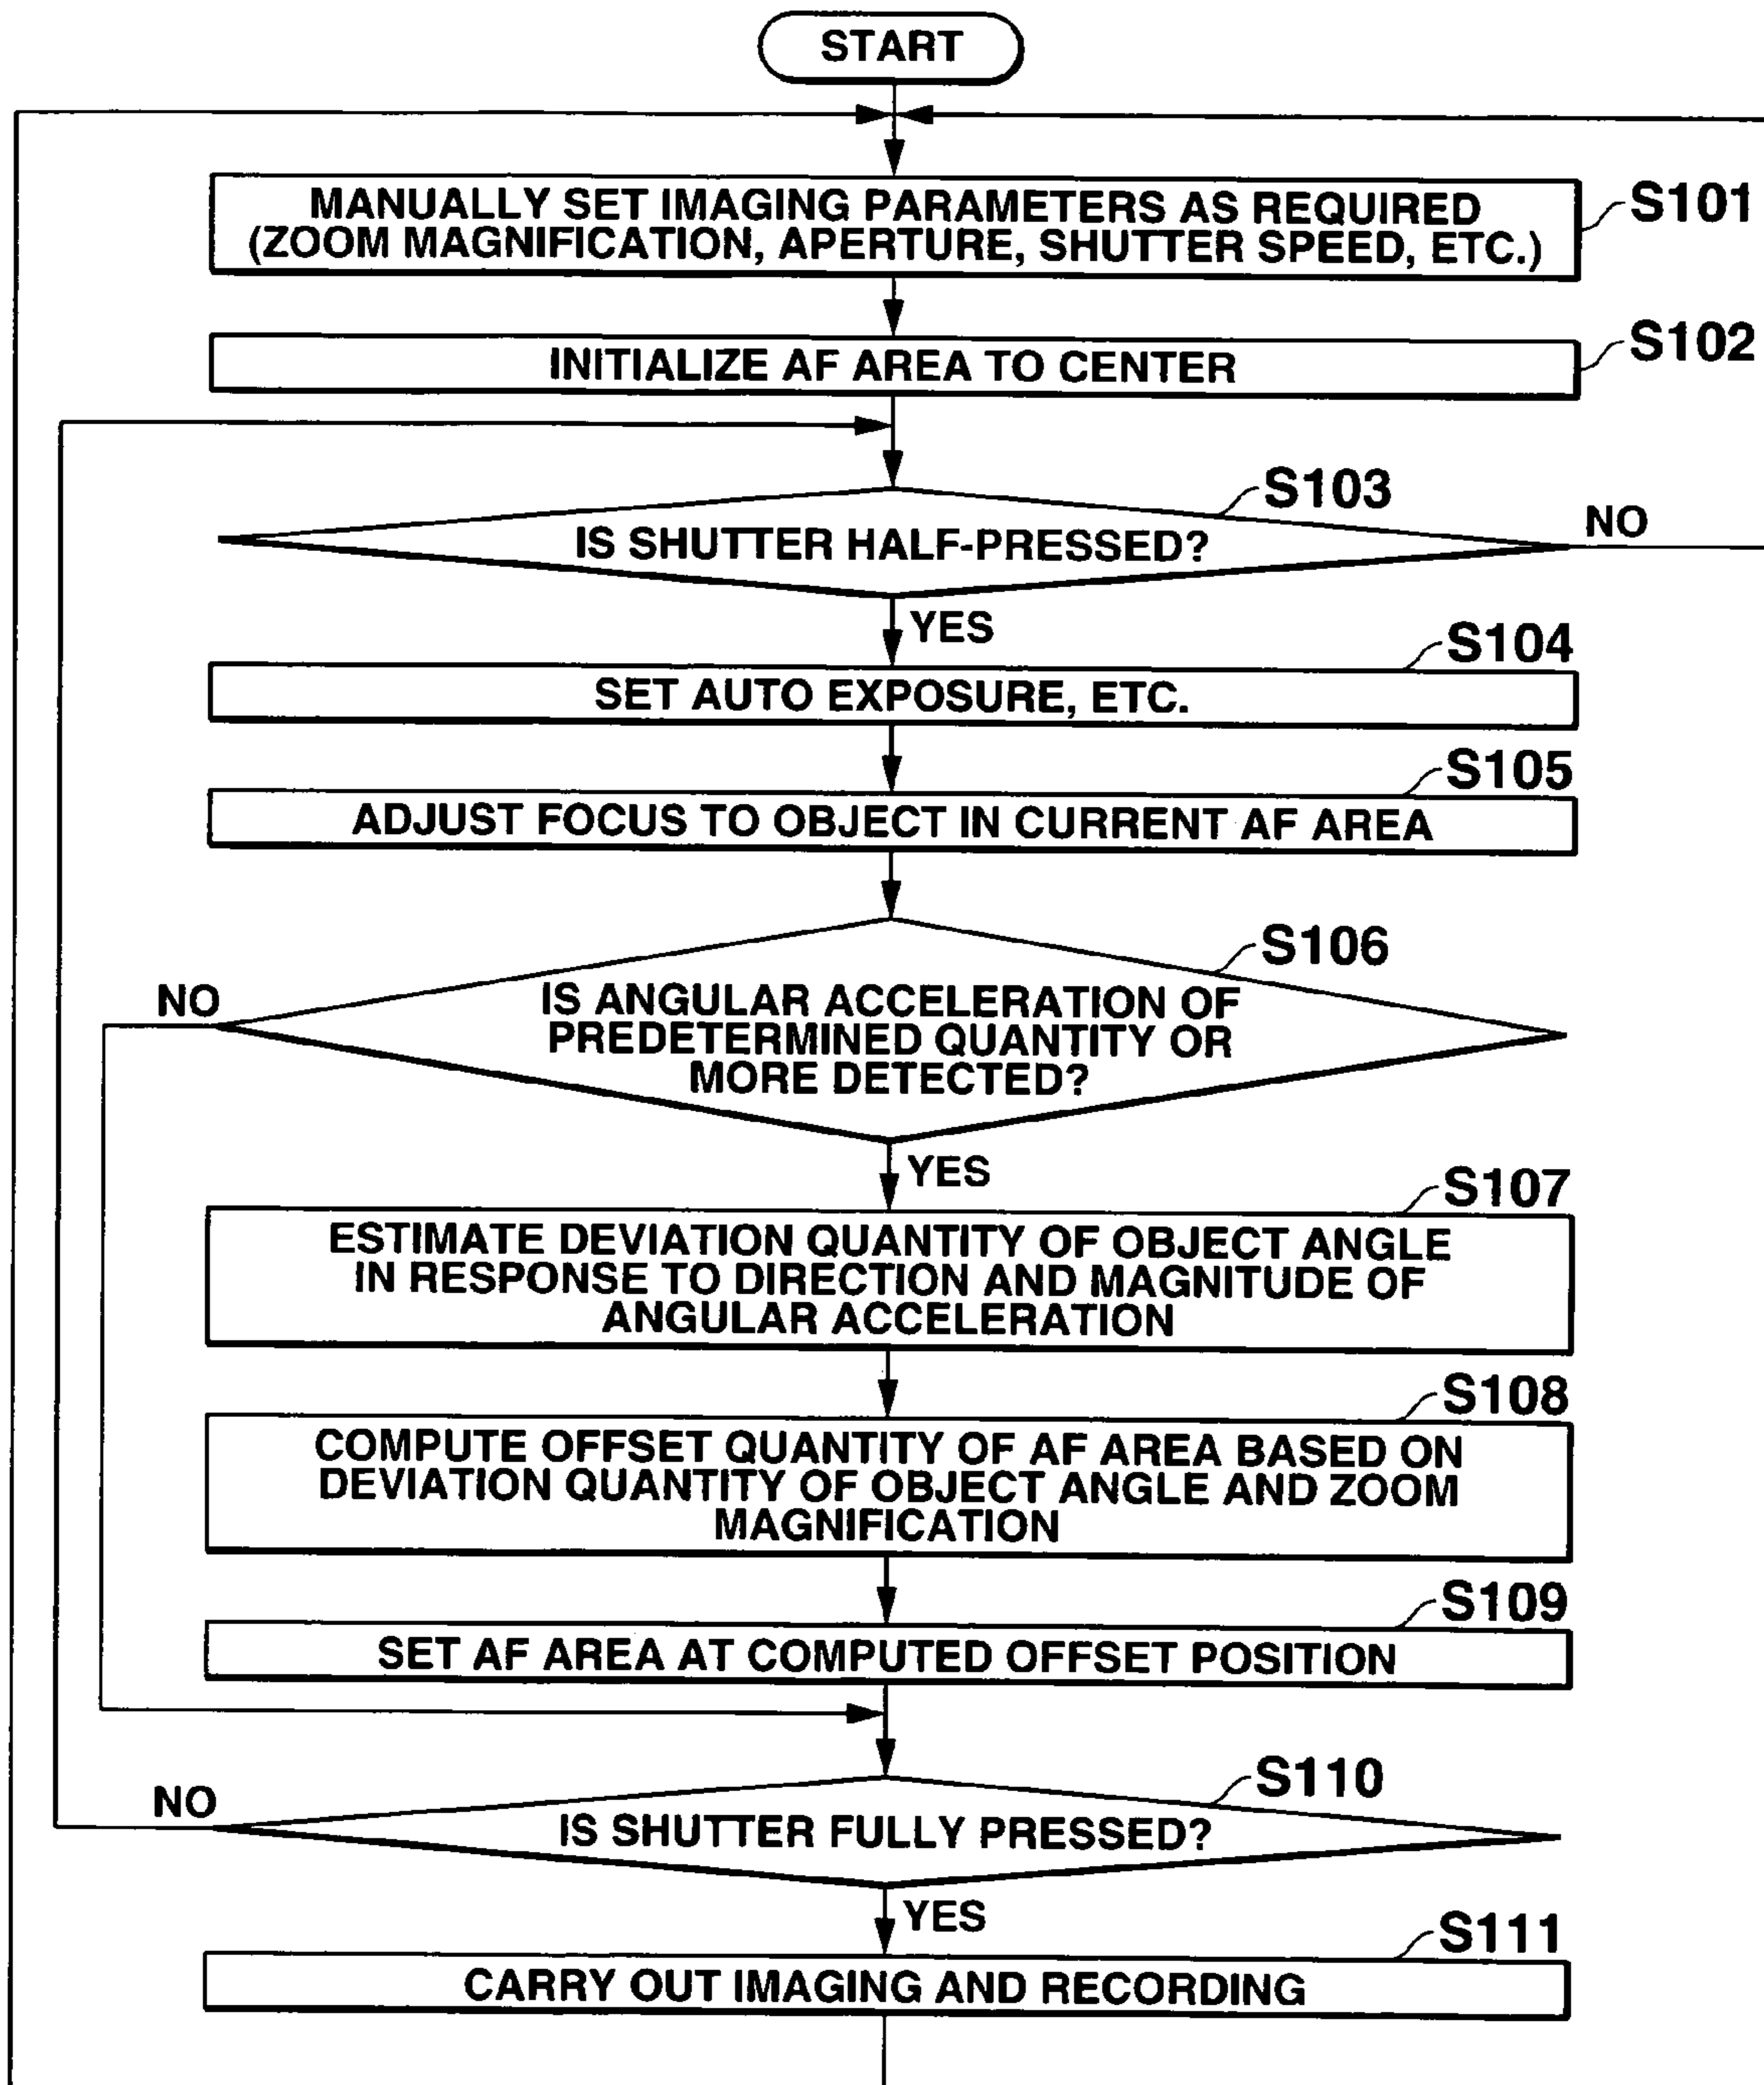 START
MANUALLY SET IMAGING PARAMETERS AS REQUIRED
(ZOOM MAGNIFICATION, APERTURE, SHUTTER SPEED, ETC.)
S101
INITIALIZE AF AREA TO CENTER
S102
S103
IS SHUTTER HALF-PRESSED?
NO
YES
S104
SET AUTO EXPOSURE, ETC.
S105
ADJUST FOCUS TO OBJECT IN CURRENT AF AREA
S106
NO
IS ANGULAR ACCELERATION OF
PREDETERMINED QUANTITY OR
MORE DETECTED?
YES
S107
ESTIMATE DEVIATION QUANTITY OF OBJECT ANGLE
IN RESPONSE TO DIRECTION AND MAGNITUDE OF
ANGULAR ACCELERATION
S108
COMPUTE OFFSET QUANTITY OF AF AREA BASED ON
DEVIATION QUANTITY OF OBJECT ANGLE AND ZOOM
MAGNIFICATION
S109
SET AF AREA AT COMPUTED OFFSET POSITION
S110
NO
IS SHUTTER FULLY PRESSED?
YES
S111
CARRY OUT IMAGING AND RECORDING